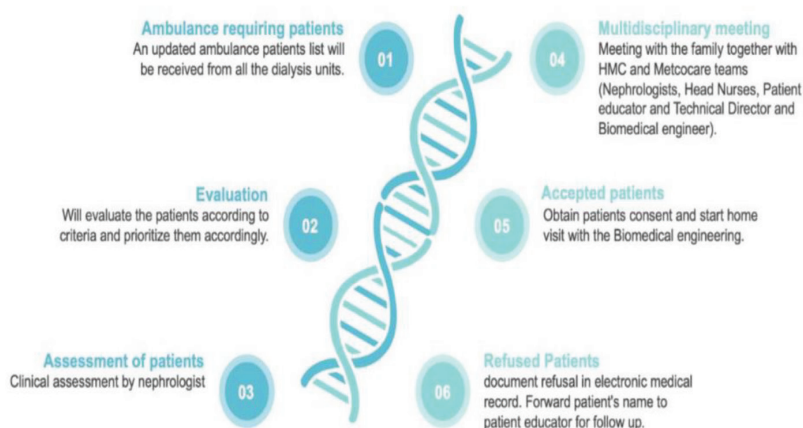 Ambulance requiring patients
An updated ambulance patients list will
be received from all the dialysis units.
01
Evaluation
Will evaluate the patients according to
criteria and prioritize them accordingly.
02
Assessment of patients
Clinical assessment by nephrologist
03
04
Multidisciplinary meeting
Meeting with the family together with
HMC and Metcocare teams
(Nephrologists, Head Nurses, Patient
educator and Technical Director and
Biomedical engineer).
05
Accepted patients
Obtain patients consent and start home
visit with the Biomedical engineering.
06
Refused Patients
document refusal in electronic medical
record. Forward patient's name to
patient educator for follow up.